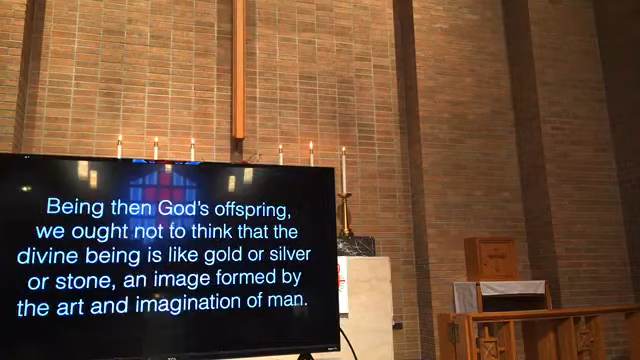 Being then God's offspring,
we ought not to think that the
divine being is like gold or silver
or stone, an image formed by
the art and imagination of man.